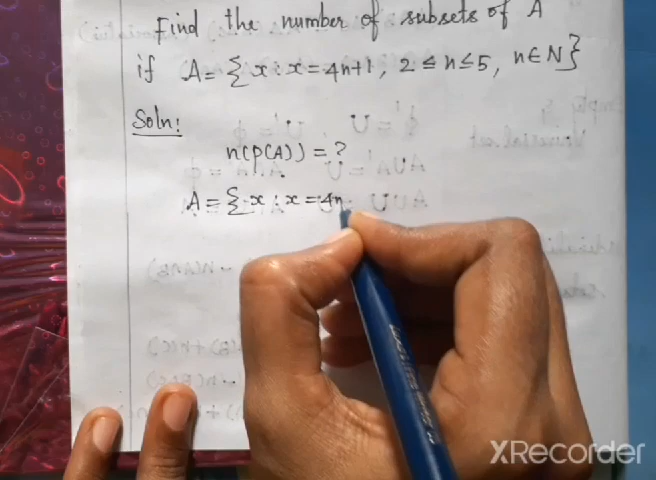 Find the number of subsets of A
if A = { x : x = 4n+1, 2 ≤ n ≤ 5, n ∈ N }
Soln:
n(P(A)) = ?
A = { x : x = 4n
XRecorder